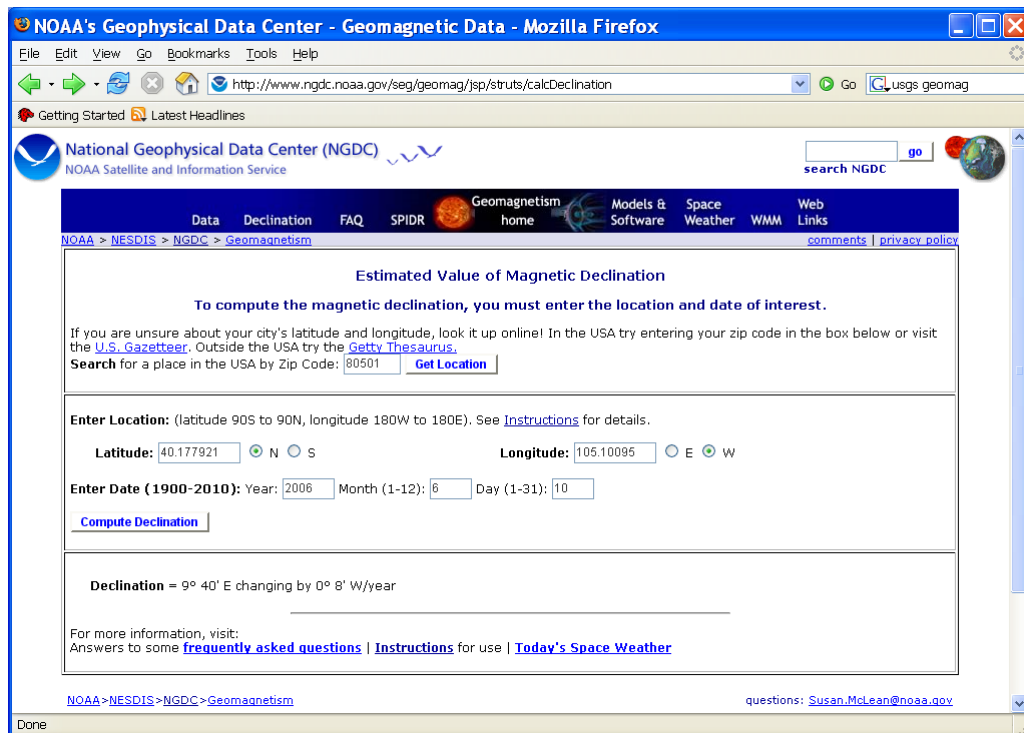 NOAA's Geophysical Data Center - Geomagnetic Data - Mozilla Firefox
File Edit View Go Bookmarks Tools Help
http://www.ngdc.noaa.gov/seg/geomag/jsp/struts/calcDeclination Go G usgs geomag
Getting Started Latest Headlines
National Geophysical Data Center (NGDC)
NOAA Satellite and Information Service
go
search NGDC
Data Declination FAQ SPIDR Geomagnetism home Models & Software Space Weather WMM Web Links
NOAA > NESDIS > NGDC > Geomagnetism comments | privacy policy
Estimated Value of Magnetic Declination
To compute the magnetic declination, you must enter the location and date of interest.
If you are unsure about your city's latitude and longitude, look it up online! In the USA try entering your zip code in the box below or visit
the U.S. Gazetteer. Outside the USA try the Getty Thesaurus.
Search for a place in the USA by Zip Code: 80501 Get Location
Enter Location: (latitude 90S to 90N, longitude 180W to 180E). See Instructions for details.
Latitude: 40.177921 N S Longitude: 105.10095 E W
Enter Date (1900-2010): Year: 2006 Month (1-12): 6 Day (1-31): 10
Compute Declination
Declination = 9º 40' E changing by 0º 8' W/year
For more information, visit:
Answers to some frequently asked questions | Instructions for use | Today's Space Weather
NOAA>NESDIS>NGDC>Geomagnetism questions: Susan.McLean@noaa.gov
Done